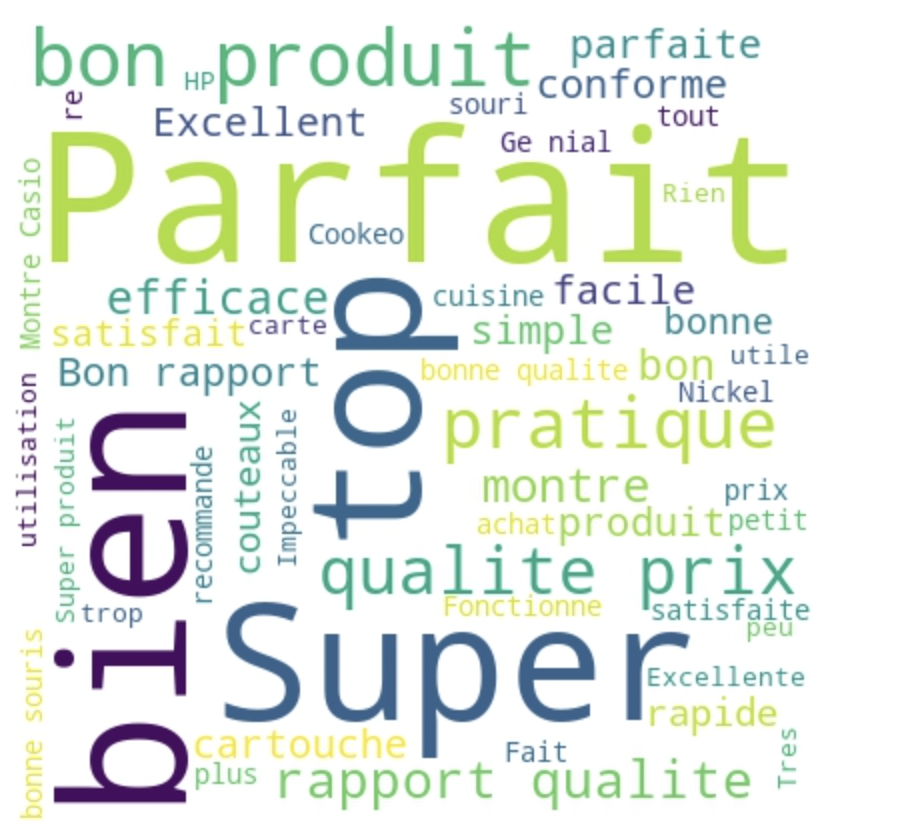 bon produit
parfaite
HP
conforme
re
souri
Excellent
tout
Ge nial
Parfait
Rien
Montre Casio
Cookeo
efficace
top
cuisine
facile
satisfait
carte
simple
bonne
Bon rapport
bonne qualite
bon
utile
Nickel
utilisation
Super produit
bien
recommande
couteaux
Impeccable
pratique
montre
prix
achat
produit
petit
qualite prix
trop
Fonctionne
satisfaite
peu
Super
bonne souris
Excellente
rapide
cartouche
Fait
Tres
plus
rapport qualite